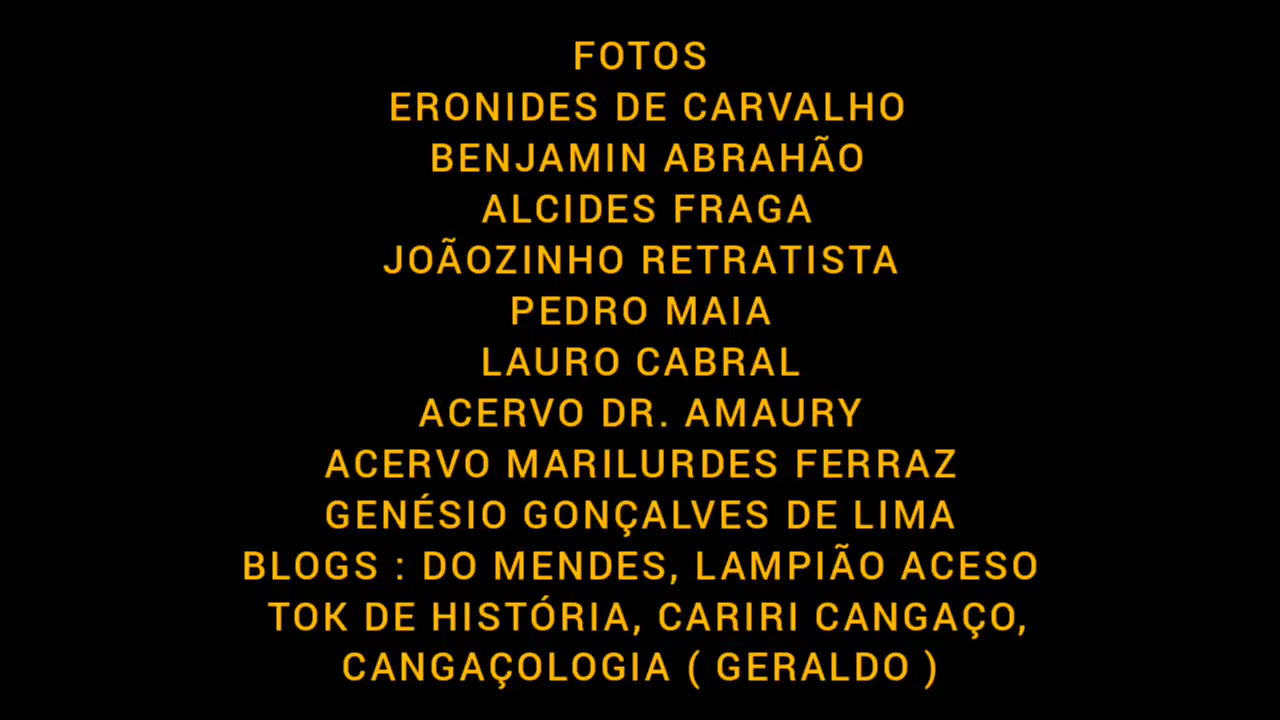 FOTOS
ERONIDES DE CARVALHO
BENJAMIN ABRAHÃO
ALCIDES FRAGA
JOÃOZINHO RETRATISTA
PEDRO MAIA
LAURO CABRAL
ACERVO DR. AMAURY
ACERVO MARILURDES FERRAZ
GENÉSIO GONÇALVES DE LIMA
BLOGS : DO MENDES, LAMPIÃO ACESO
TOK DE HISTÓRIA, CARIRI CANGAÇO,
CANGAÇOLOGIA ( GERALDO )